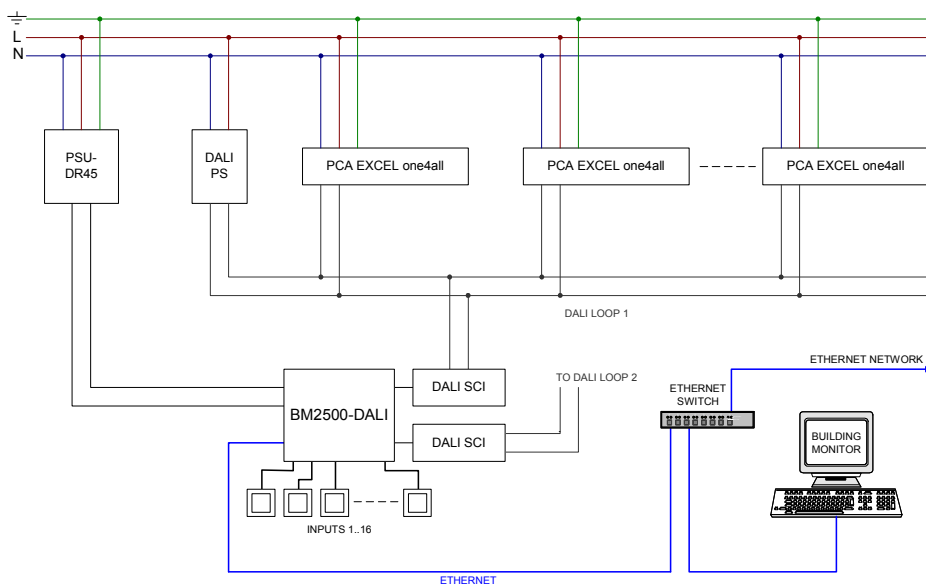 L
N
PSU-
DR45
DALI
PS
PCA EXCEL one4all
PCA EXCEL one4all
PCA EXCEL one4all
DALI LOOP 1
ETHERNET NETWORK
DALI SCI
TO DALI LOOP 2
ETHERNET
SWITCH
BM2500-DALI
BUILDING
MONITOR
DALI SCI
INPUTS 1..16
ETHERNET